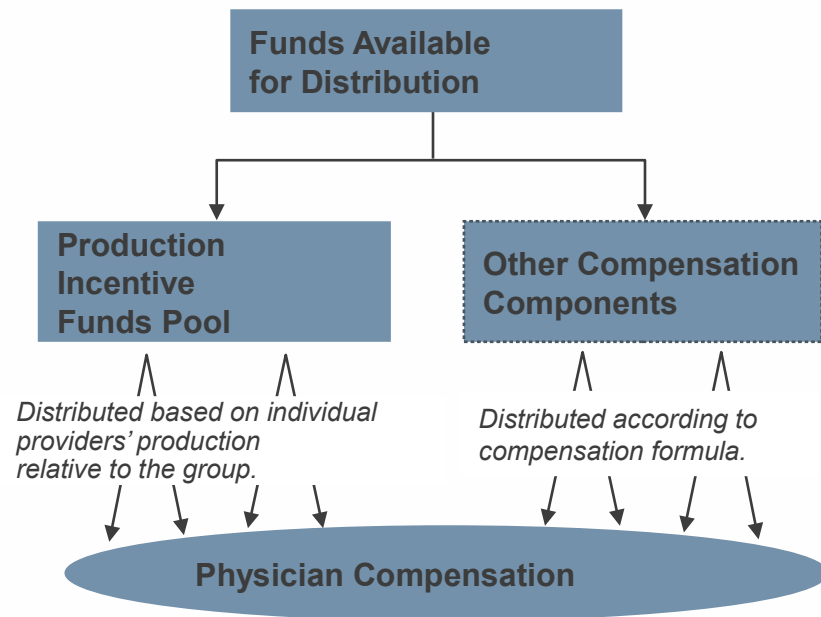 Funds Available
for Distribution
Production
Incentive
Funds Pool
Other Compensation
Components
Distributed based on individual
providers’ production
relative to the group.
Distributed according to
compensation formula.
Physician Compensation